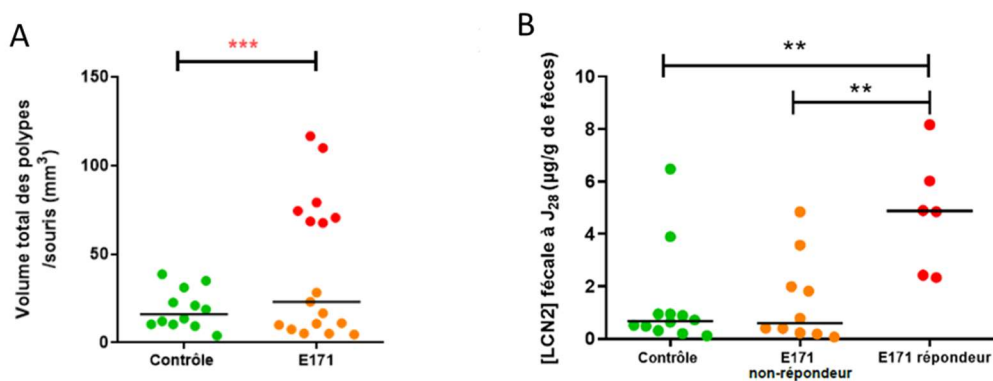 A
***
150
100
50
0
Volume total des polypes
/souris (mm³)
Contrôle
E171
B
**
**
10
8
6
4
2
0
[LCN2] fécale à J₂₈ (µg/g de fèces)
Contrôle
E171
non-répondeur
E171 répondeur